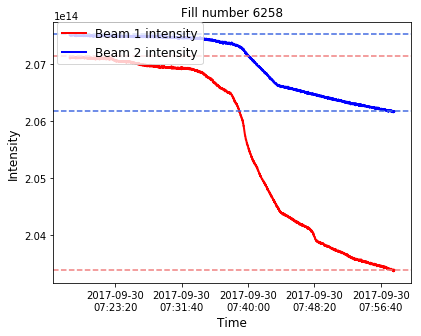 Fill number 6258
1e14
Beam 1 intensity
Beam 2 intensity
2.07
2.06
2.05
2.04
Intensity
2017-09-30 2017-09-30 2017-09-30 2017-09-30 2017-09-30
07:23:20 07:31:40 07:40:00 07:48:20 07:56:40
Time